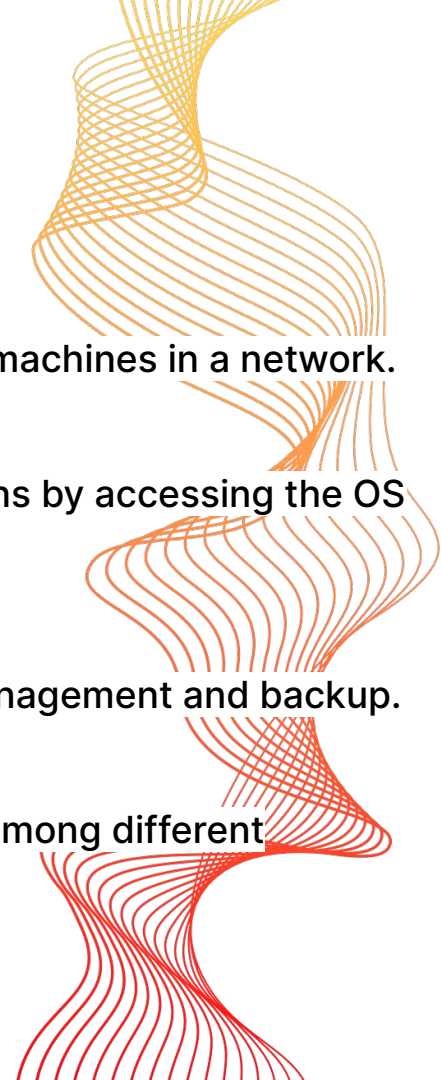 machines in a network.
ns by accessing the OS
nagement and backup.
mong different